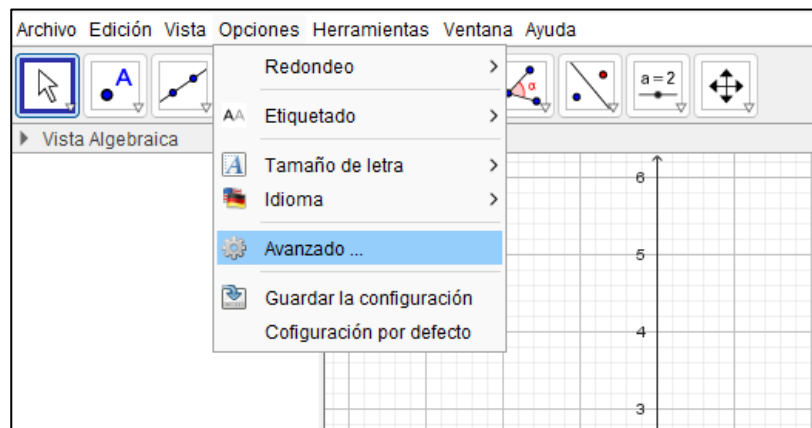 Archivo Edición Vista Opciones Herramientas Ventana Ayuda
Redondeo
A
α
a = 2
AA Etiquetado
Vista Algebraica
A Tamaño de letra
Idioma
Avanzado ...
Guardar la configuración
Cofiguración por defecto
6
5
4
3